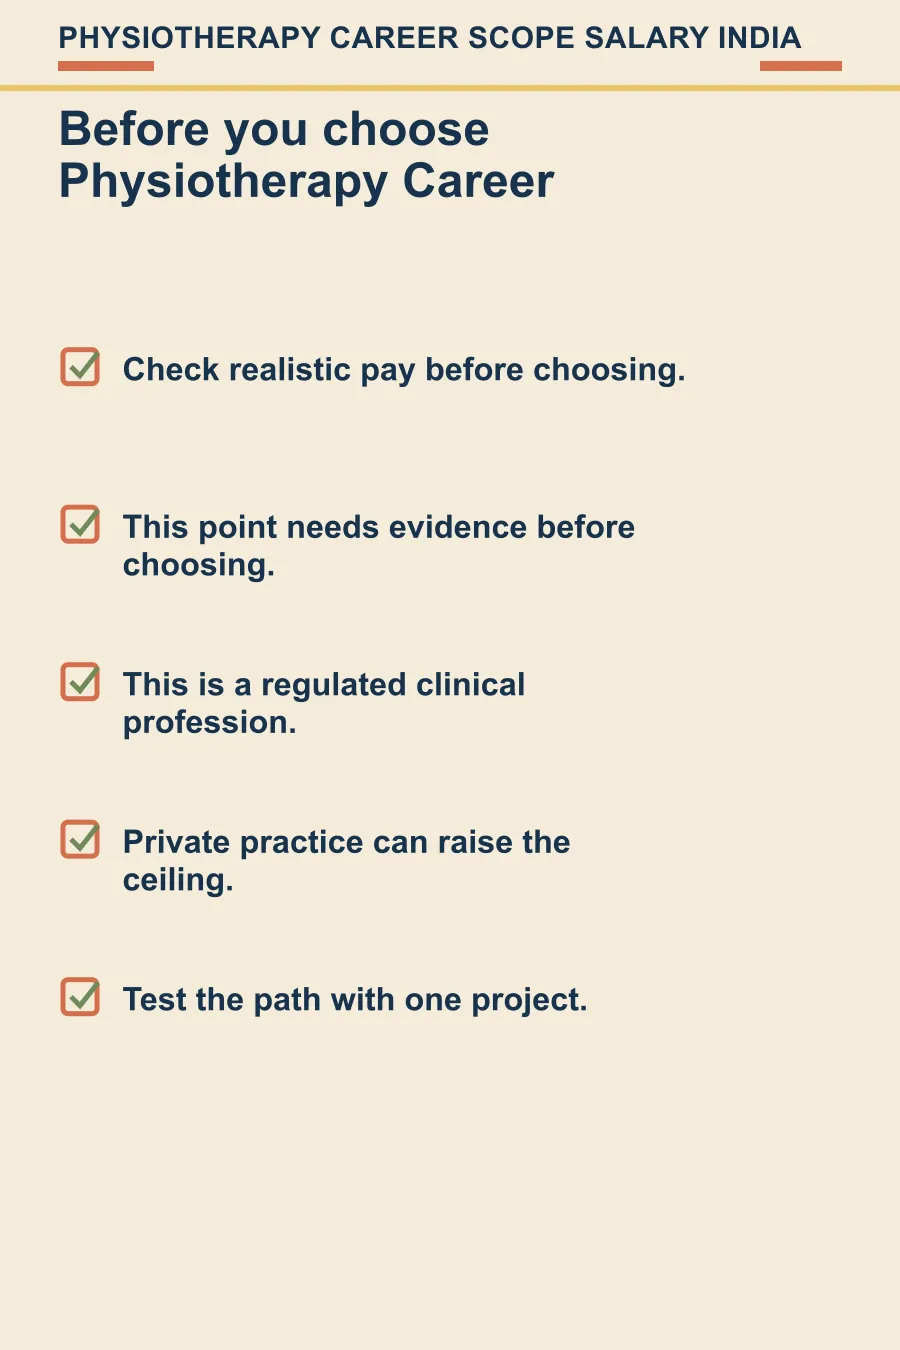 PHYSIOTHERAPY CAREER SCOPE SALARY INDIA
Before you choose
Physiotherapy Career
Check realistic pay before choosing.
This point needs evidence before
choosing.
This is a regulated clinical
profession.
Private practice can raise the
ceiling.
Test the path with one project.